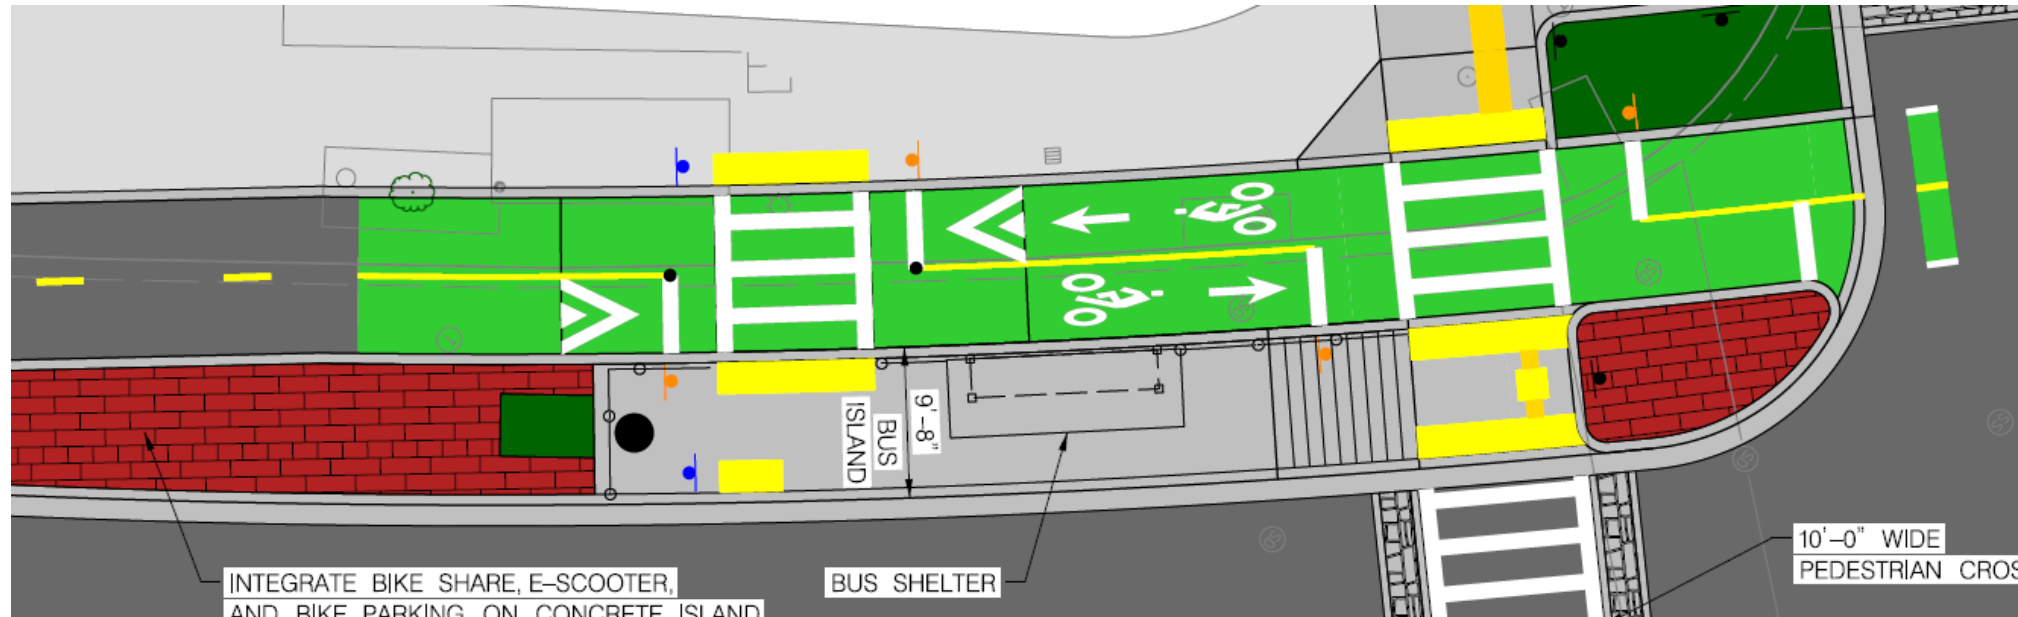 9'-8"
BUS
ISLAND
INTEGRATE BIKE SHARE, E-SCOOTER,
AND BIKE PARKING ON CONCRETE ISLAND
BUS SHELTER
10'-0" WIDE
PEDESTRIAN CROS